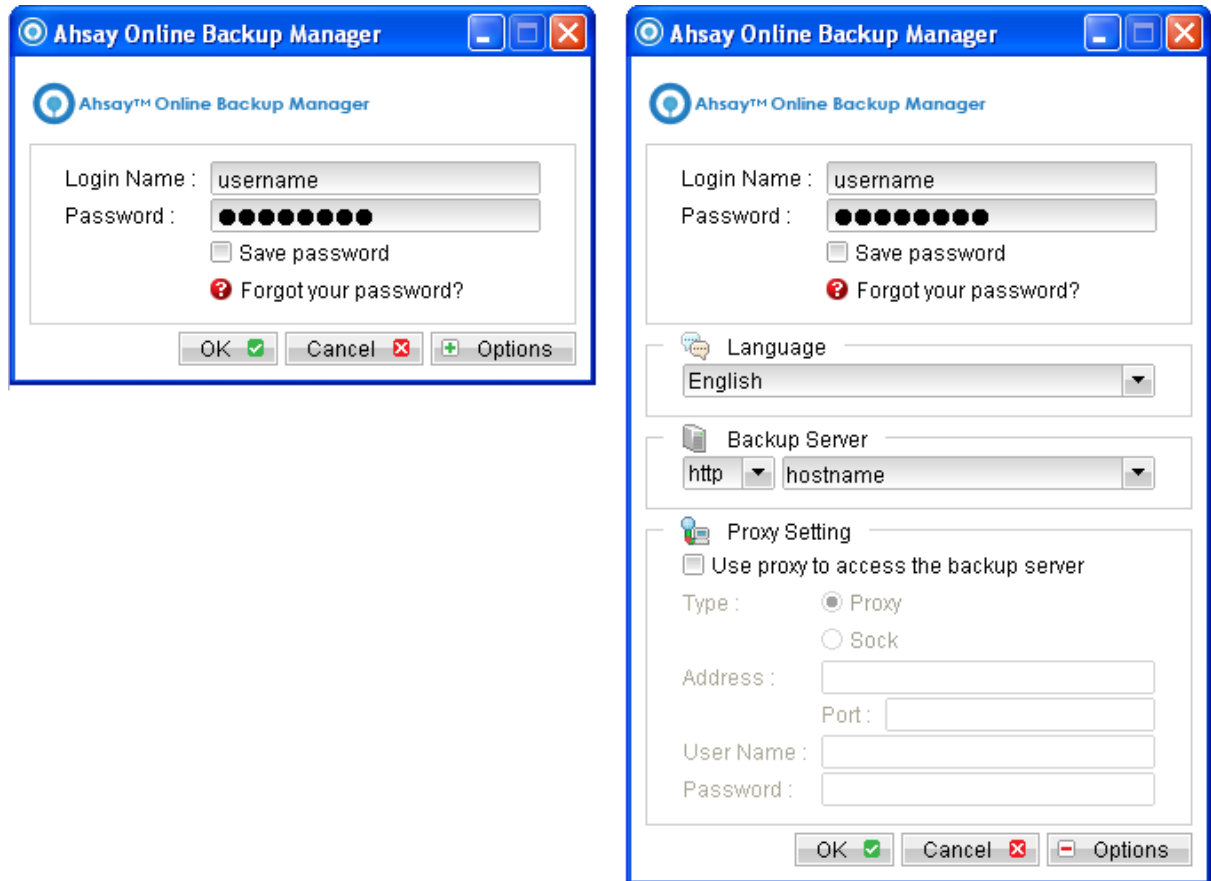 Ahsay Online Backup Manager
Ahsay™ Online Backup Manager
Login Name : username
Password : ●●●●●●●●
Save password
Forgot your password?
OK Cancel Options
Ahsay Online Backup Manager
Ahsay™ Online Backup Manager
Login Name : username
Password : ●●●●●●●●
Save password
Forgot your password?
Language
English
Backup Server
http hostname
Proxy Setting
Use proxy to access the backup server
Type : Proxy
Sock
Address :
Port :
User Name :
Password :
OK Cancel Options